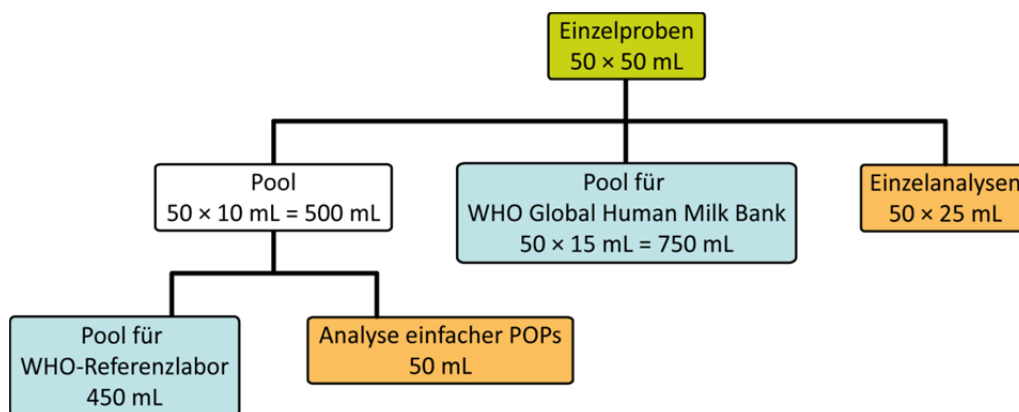 Einzelproben
50 × 50 mL
Pool
50 × 10 mL = 500 mL
Pool für
WHO Global Human Milk Bank
50 × 15 mL = 750 mL
Einzelanalysen
50 × 25 mL
Pool für
WHO-Referenzlabor
450 mL
Analyse einfacher POPs
50 mL